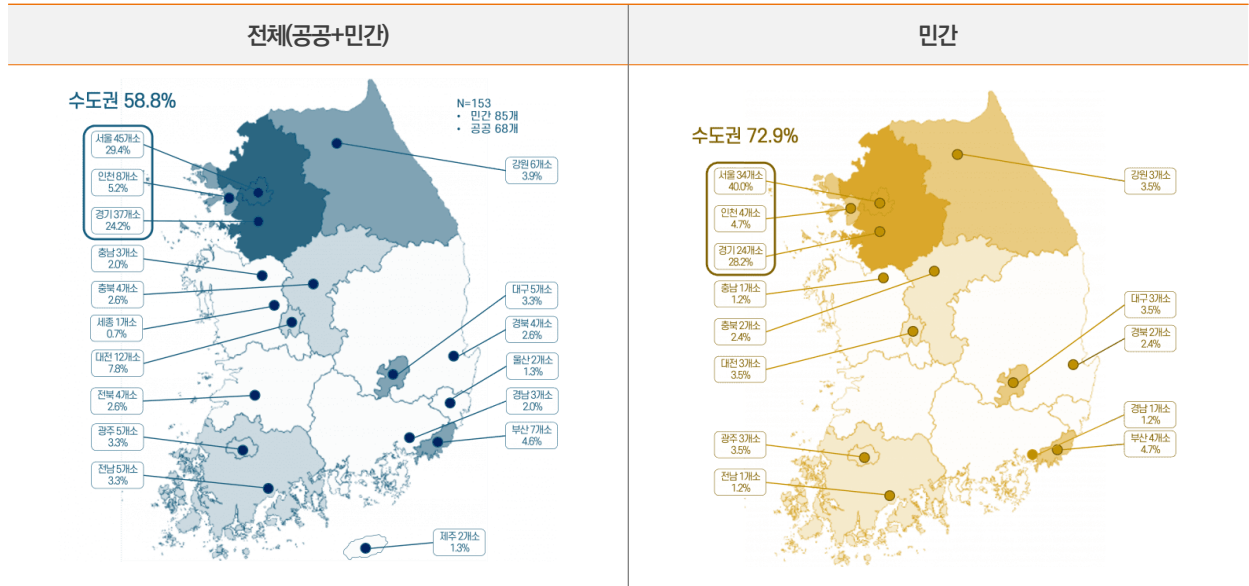 전체(공공+민간)
수도권 58.8%
N=153
• 민간 85개
• 공공 68개
서울 45개소
29.4%
인천 8개소
5.2%
경기 37개소
24.2%
충남 3개소
2.0%
충북 4개소
2.6%
세종 1개소
0.7%
대전 12개소
7.8%
전북 4개소
2.6%
광주 5개소
3.3%
전남 5개소
3.3%
강원 6개소
3.9%
대구 5개소
3.3%
경북 4개소
2.6%
울산 2개소
1.3%
경남 3개소
2.0%
부산 7개소
4.6%
제주 2개소
1.3%
민간
수도권 72.9%
서울 34개소
40.0%
인천 4개소
4.7%
경기 24개소
28.2%
충남 1개소
1.2%
충북 2개소
2.4%
대전 3개소
3.5%
광주 3개소
3.5%
전남 1개소
1.2%
강원 3개소
3.5%
대구 3개소
3.5%
경북 2개소
2.4%
경남 1개소
1.2%
부산 4개소
4.7%